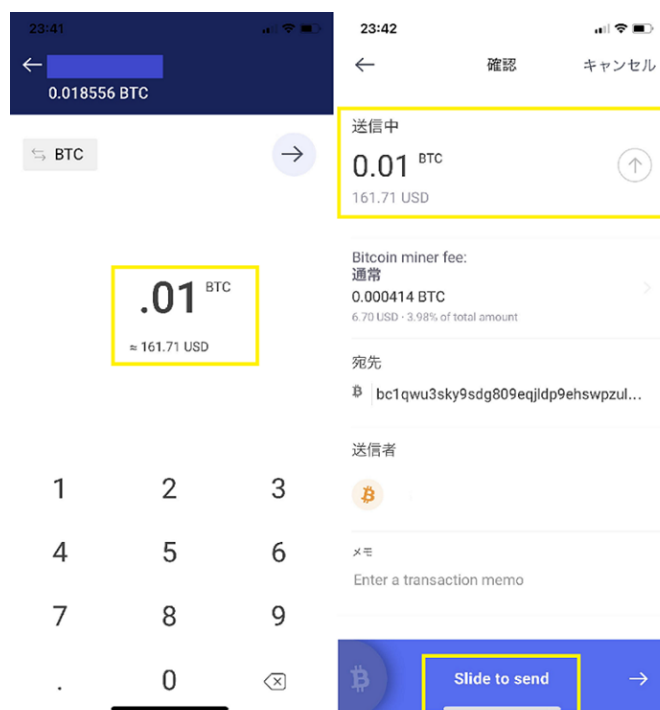 23:41
←
0.018556 BTC
BTC
→
.01 BTC
≈ 161.71 USD
1 2 3
4 5 6
7 8 9
. 0
23:42
← 確認 キャンセル
送信中
0.01 BTC
161.71 USD
Bitcoin miner fee:
通常
0.000414 BTC
6.70 USD · 3.98% of total amount
宛先
bc1qwu3sky9sdg809eqjldp9ehswpzul...
送信者
メモ
Enter a transaction memo
Slide to send →